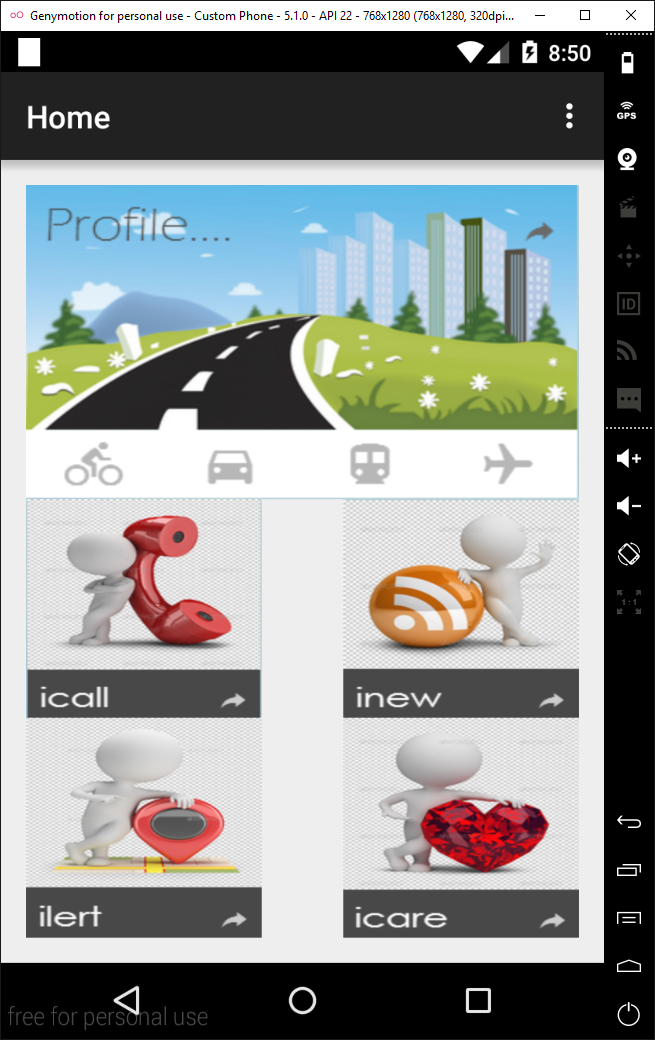 Genymotion for personal use - Custom Phone - 5.1.0 - API 22 - 768x1280 (768x1280, 320dpi...
8:50
Home
GPS
Profile....
ID
1:1
icall
inew
ilert
icare
free for personal use